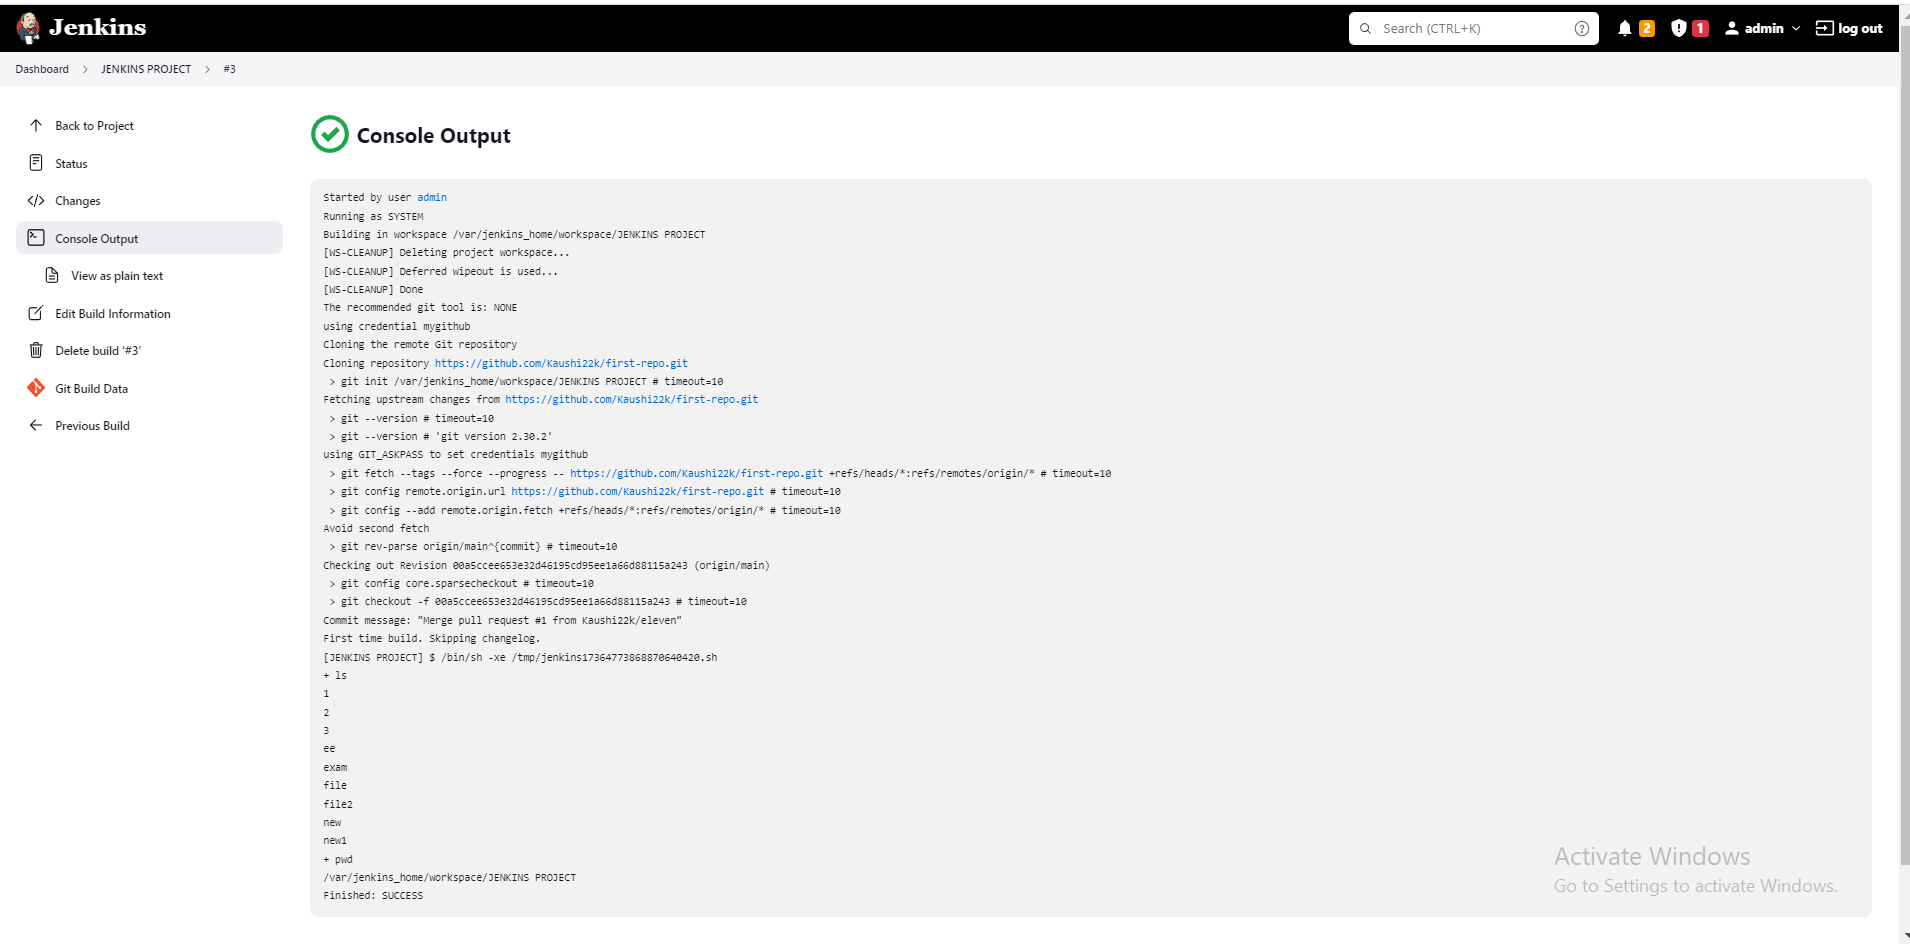 Jenkins
Search (CTRL+K)
2
1
admin
log out
Dashboard > JENKINS PROJECT > #3
Back to Project
Status
Changes
Console Output
View as plain text
Edit Build Information
Delete build ‘#3’
Git Build Data
Previous Build
Console Output
Started by user admin
Running as SYSTEM
Building in workspace /var/jenkins_home/workspace/JENKINS PROJECT
[WS-CLEANUP] Deleting project workspace...
[WS-CLEANUP] Deferred wipeout is used...
[WS-CLEANUP] Done
The recommended git tool is: NONE
using credential mygithub
Cloning the remote Git repository
Cloning repository https://github.com/Kaushi22k/first-repo.git
 > git init /var/jenkins_home/workspace/JENKINS PROJECT # timeout=10
Fetching upstream changes from https://github.com/Kaushi22k/first-repo.git
 > git --version # timeout=10
 > git --version # 'git version 2.30.2'
using GIT_ASKPASS to set credentials mygithub
 > git fetch --tags --force --progress -- https://github.com/Kaushi22k/first-repo.git +refs/heads/*:refs/remotes/origin/* # timeout=10
 > git config remote.origin.url https://github.com/Kaushi22k/first-repo.git # timeout=10
 > git config --add remote.origin.fetch +refs/heads/*:refs/remotes/origin/* # timeout=10
Avoid second fetch
 > git rev-parse origin/main^{commit} # timeout=10
Checking out Revision 00a5ccee653e32d46195cd95ee1a66d88115a243 (origin/main)
 > git config core.sparsecheckout # timeout=10
 > git checkout -f 00a5ccee653e32d46195cd95ee1a66d88115a243 # timeout=10
Commit message: "Merge pull request #1 from Kaushi22k/eleven"
First time build. Skipping changelog.
[JENKINS PROJECT] $ /bin/sh -xe /tmp/jenkins17364773868870640420.sh
+ ls
1
2
3
ee
exam
file
file2
new
new1
+ pwd
/var/jenkins_home/workspace/JENKINS PROJECT
Finished: SUCCESS
Activate Windows
Go to Settings to activate Windows.